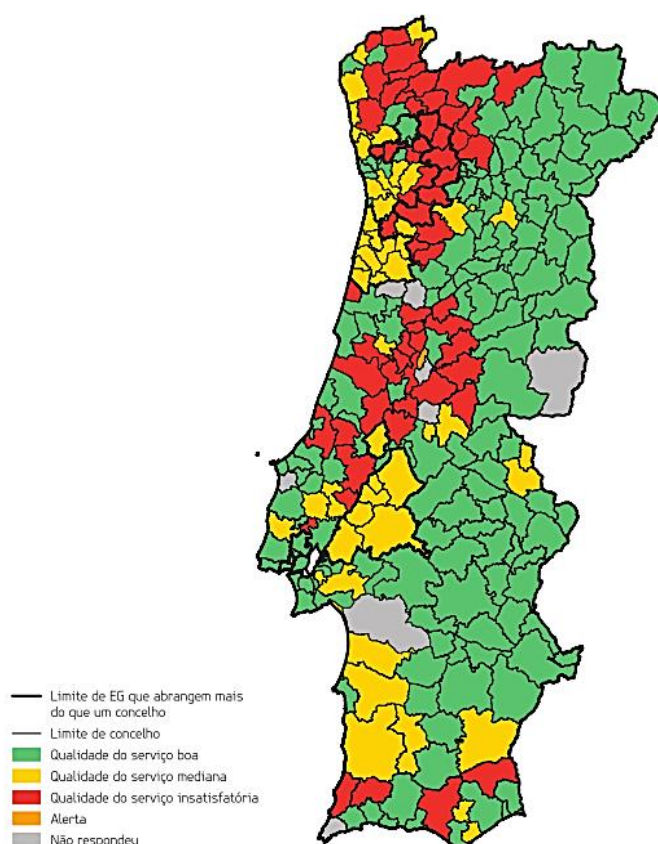 Limite de EG que abrangem mais
do que um concelho
Limite de concelho
Qualidade do serviço boa
Qualidade do serviço mediana
Qualidade do serviço insatisfatória
Alerta
Não respondeu